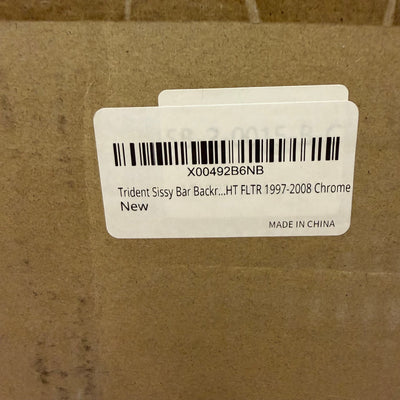 X00492B6NB
Trident Sissy Bar Backr...HT FLTR 1997-2008 Chrome
New
MADE IN CHINA